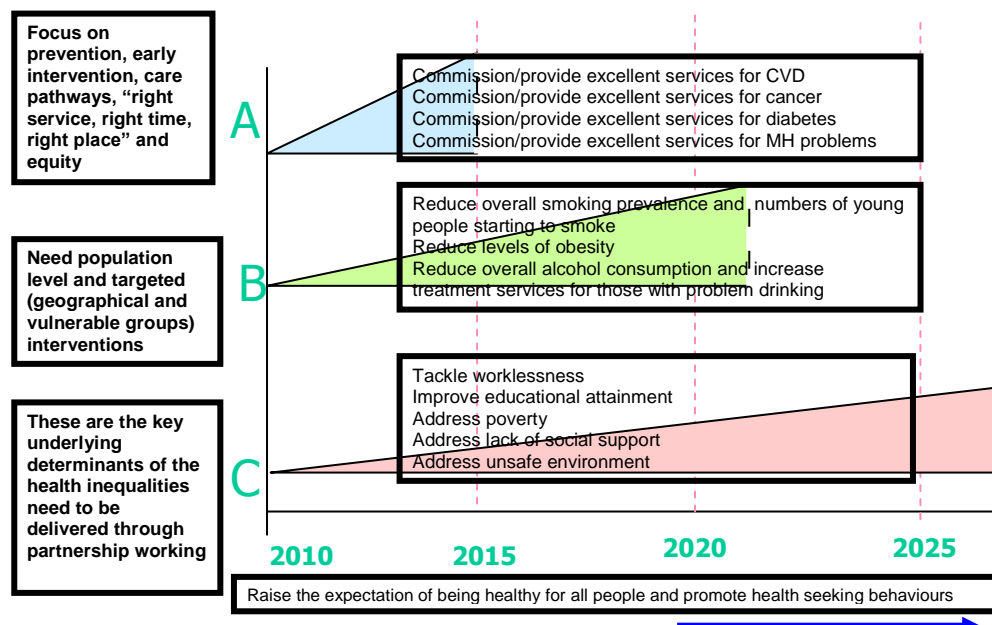 Focus on
prevention, early
intervention, care
pathways, “right
service, right time,
right place” and
equity
A
Commission/provide excellent services for CVD
Commission/provide excellent services for cancer
Commission/provide excellent services for diabetes
Commission/provide excellent services for MH problems
Need population
level and targeted
(geographical and
vulnerable groups)
interventions
B
Reduce overall smoking prevalence and numbers of young
people starting to smoke
Reduce levels of obesity
Reduce overall alcohol consumption and increase
treatment services for those with problem drinking
These are the key
underlying
determinants of the
health inequalities
need to be
delivered through
partnership working
C
Tackle worklessness
Improve educational attainment
Address poverty
Address lack of social support
Address unsafe environment
2010 2015 2020 2025
Raise the expectation of being healthy for all people and promote health seeking behaviours